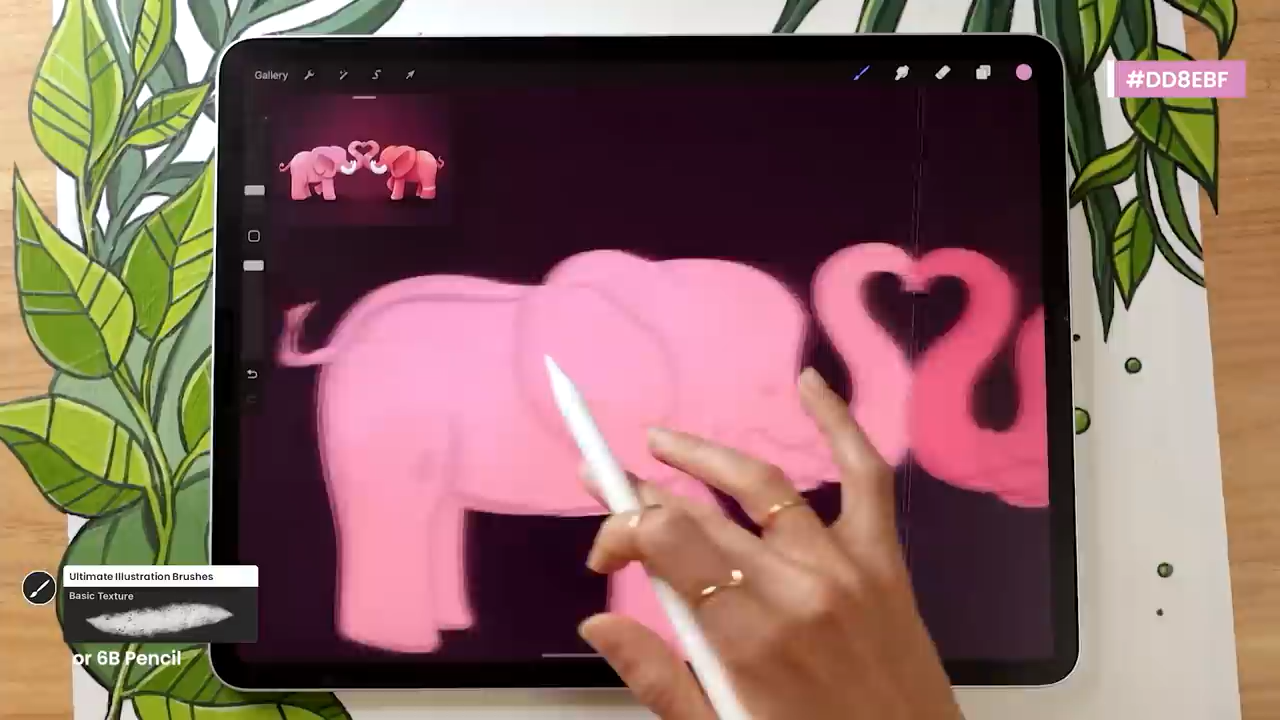 Gallery
#DD8EBF
Ultimate Illustration Brushes
Basic Texture
or 6B Pencil